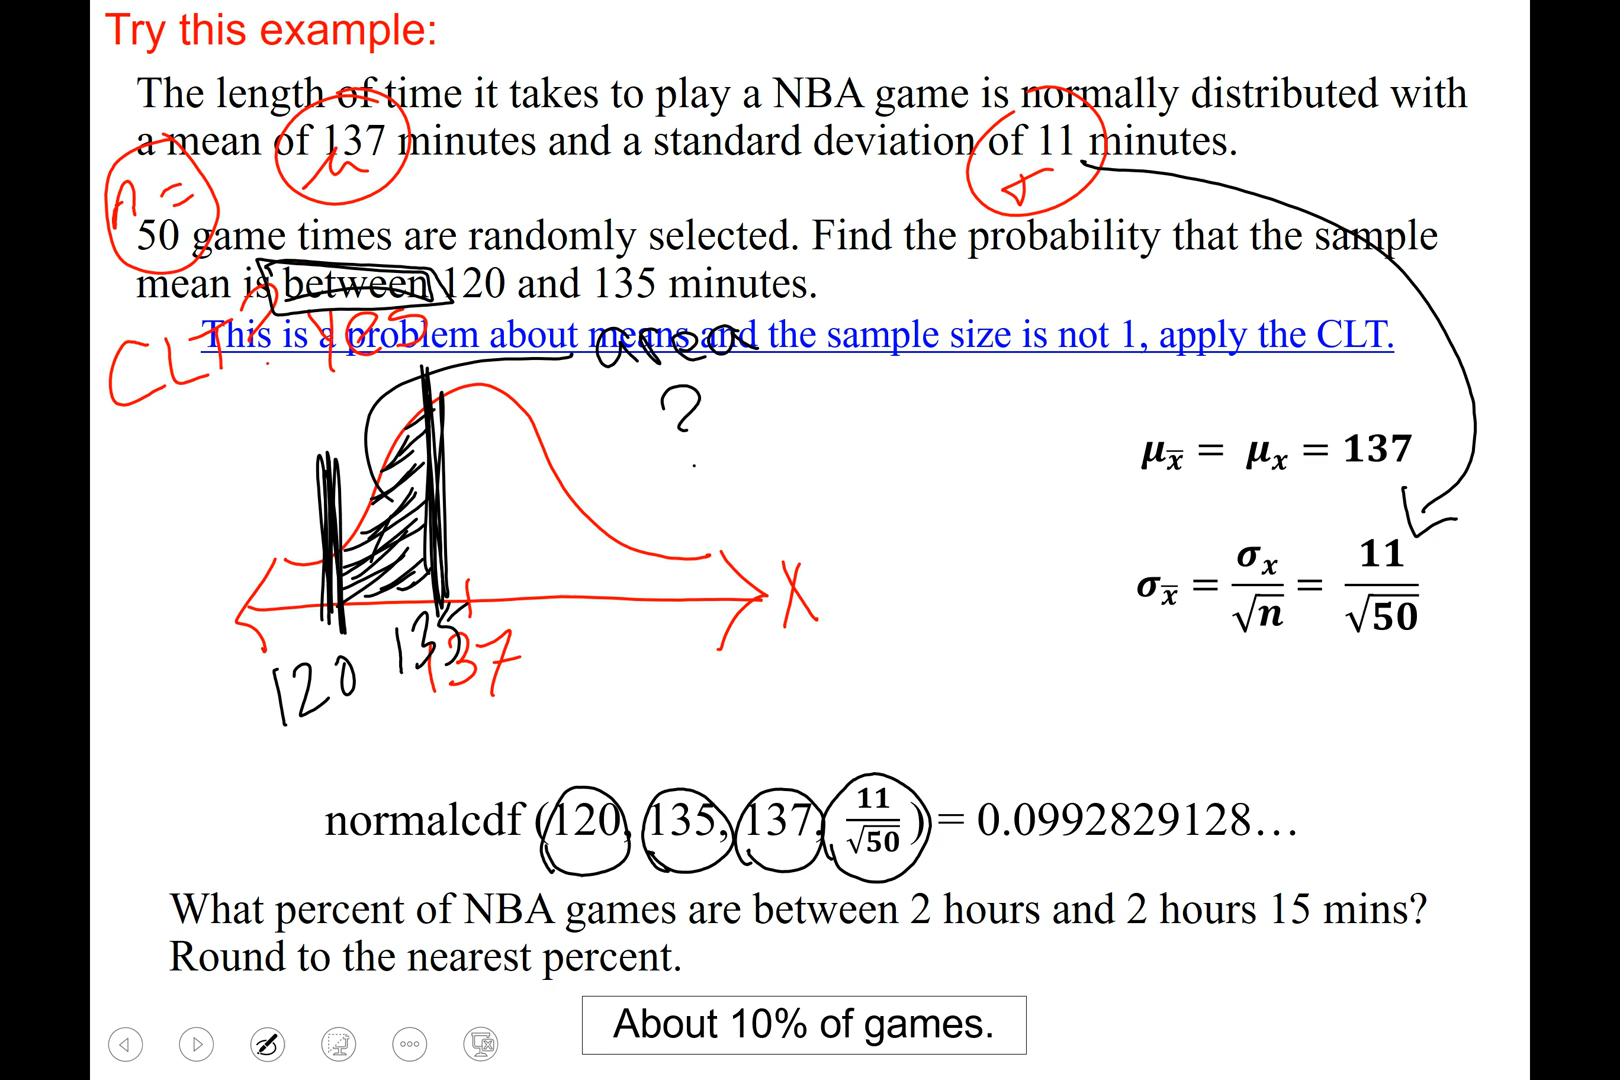 Try this example:
The length of time it takes to play a NBA game is normally distributed with
a mean of 137 minutes and a standard deviation of 11 minutes.
μ
σ
n =
50 game times are randomly selected. Find the probability that the sample
mean is between 120 and 135 minutes.
This is a problem about means and the sample size is not 1, apply the CLT.
CLT? Yes
area
?
μx̅ = μx = 137
σx̅ = σx/√n = 11/√50
X
120 135 137
normalcdf (120, 135, 137, 11/√50) = 0.0992829128…
What percent of NBA games are between 2 hours and 2 hours 15 mins?
Round to the nearest percent.
About 10% of games.